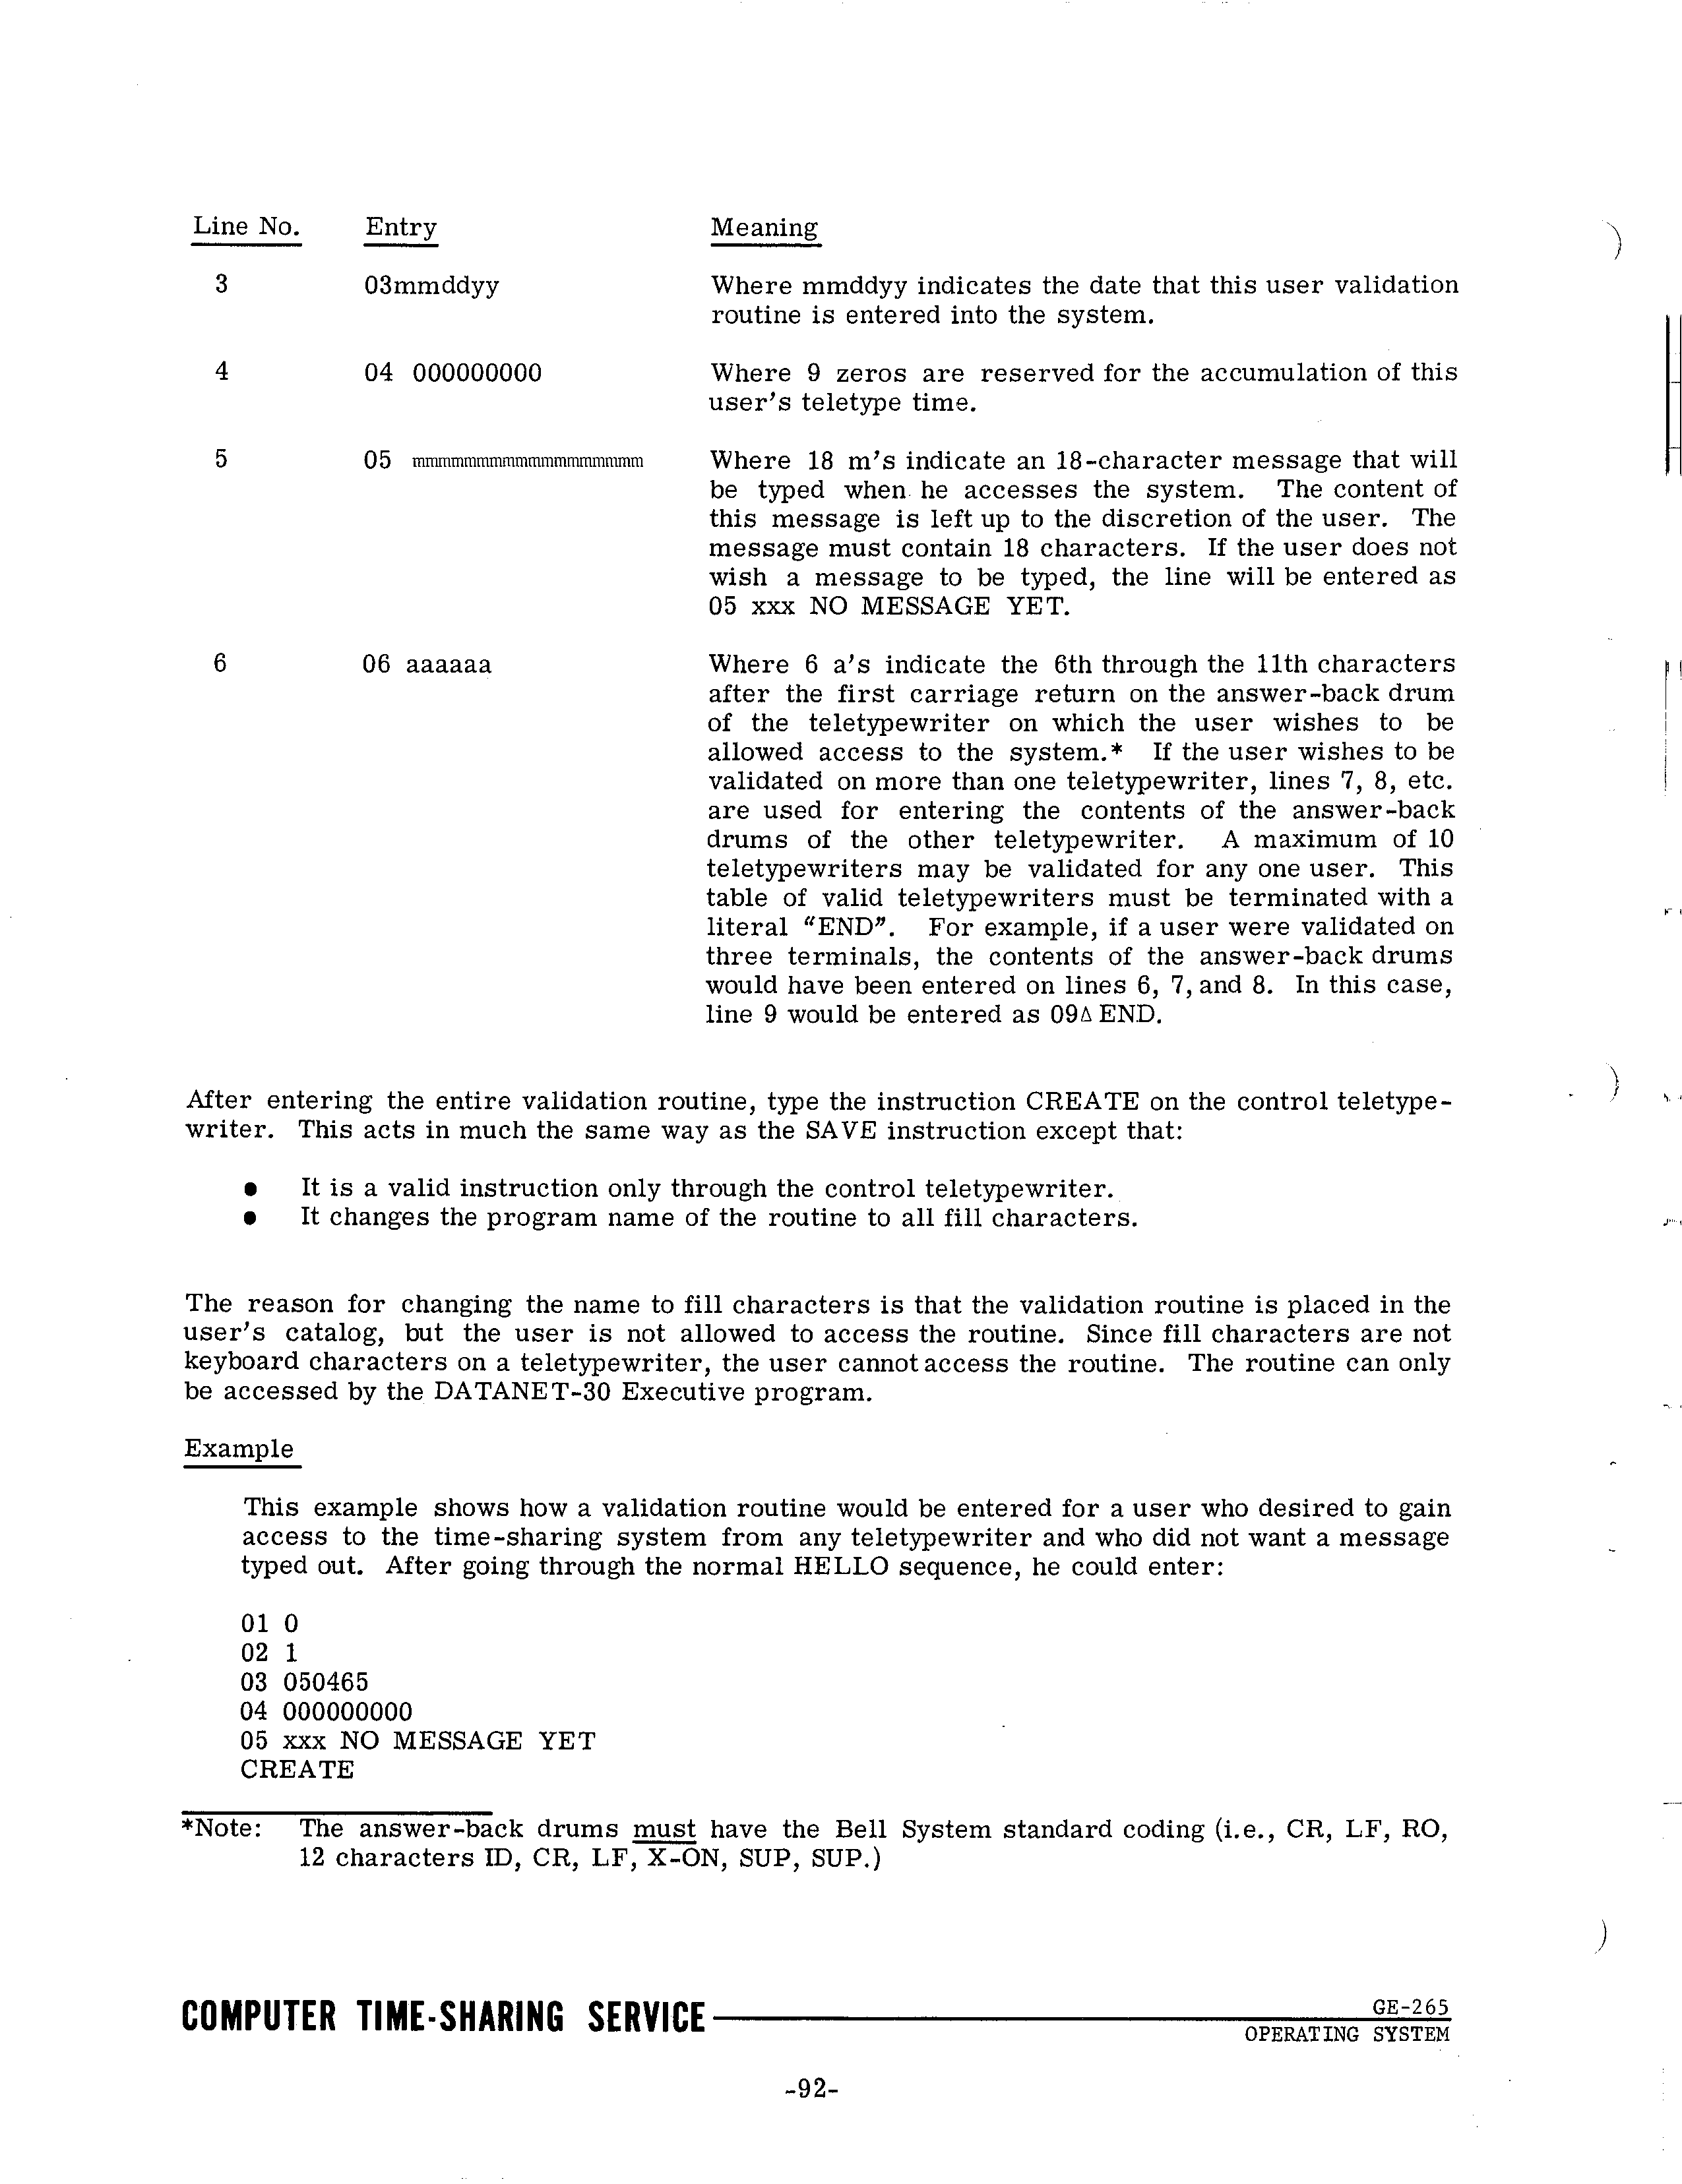 Line No. Entry Meaning
3 03mmddyy Where mmddyy indicates the date that this user validation
routine is entered into the system.
4 04 000000000 Where 9 zeros are reserved for the accumulation of this
user's teletype time.
5 05 mmmmmmmmmmmmmmmmmm Where 18 m's indicate an 18-character message that will
be typed when he accesses the system. The content of
this message is left up to the discretion of the user. The
message must contain 18 characters. If the user does not
wish a message to be typed, the line will be entered as
05 xxx NO MESSAGE YET.
6 06 aaaaaa Where 6 a's indicate the 6th through the 11th characters
after the first carriage return on the answer-back drum
of the teletypewriter on which the user wishes to be
allowed access to the system.* If the user wishes to be
validated on more than one teletypewriter, lines 7, 8, etc.
are used for entering the contents of the answer-back
drums of the other teletypewriter. A maximum of 10
teletypewriters may be validated for any one user. This
table of valid teletypewriters must be terminated with a
literal "END". For example, if a user were validated on
three terminals, the contents of the answer-back drums
would have been entered on lines 6, 7, and 8. In this case,
line 9 would be entered as 09Δ END.
After entering the entire validation routine, type the instruction CREATE on the control teletype-
writer. This acts in much the same way as the SAVE instruction except that:
● It is a valid instruction only through the control teletypewriter.
● It changes the program name of the routine to all fill characters.
The reason for changing the name to fill characters is that the validation routine is placed in the
user's catalog, but the user is not allowed to access the routine. Since fill characters are not
keyboard characters on a teletypewriter, the user cannot access the routine. The routine can only
be accessed by the DATANET-30 Executive program.
Example
This example shows how a validation routine would be entered for a user who desired to gain
access to the time-sharing system from any teletypewriter and who did not want a message
typed out. After going through the normal HELLO sequence, he could enter:
01 0
02 1
03 050465
04 000000000
05 xxx NO MESSAGE YET
CREATE
*Note: The answer-back drums must have the Bell System standard coding (i.e., CR, LF, RO,
12 characters ID, CR, LF, X-ON, SUP, SUP.)
COMPUTER TIME-SHARING SERVICE GE-265
OPERATING SYSTEM
-92-